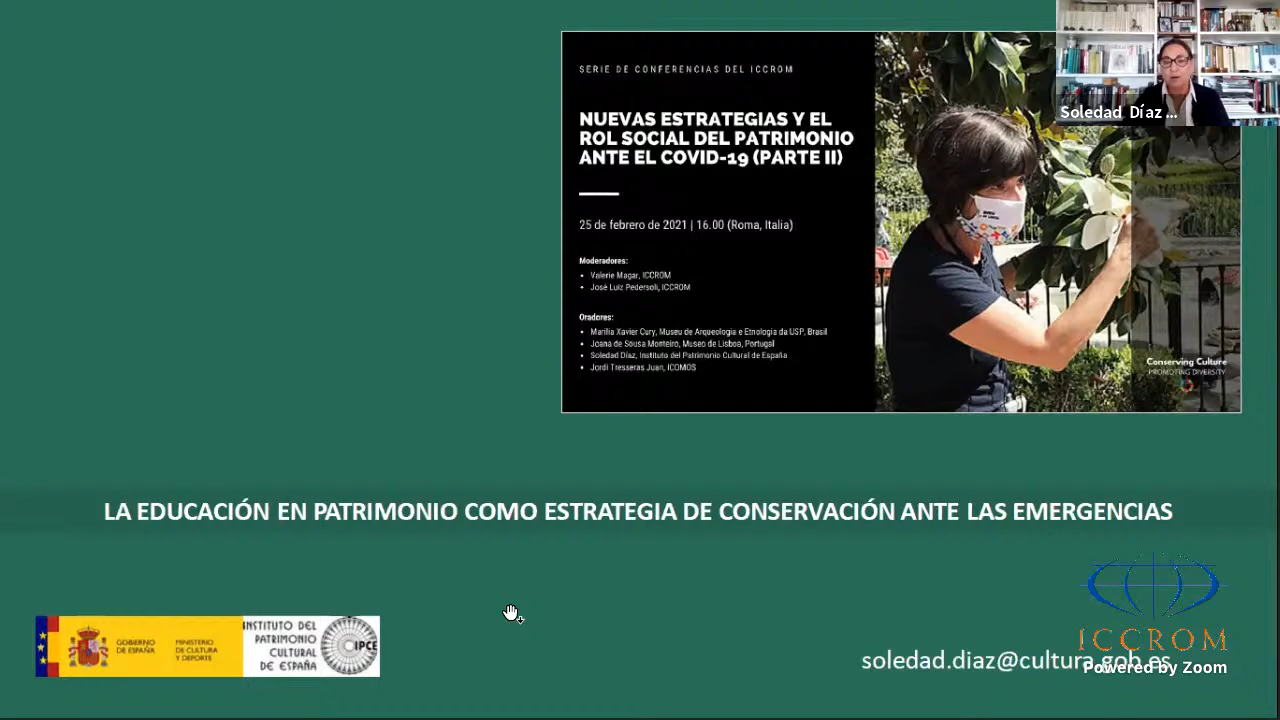 SERIE DE CONFERENCIAS DEL ICCROM
NUEVAS ESTRATEGIAS Y EL
ROL SOCIAL DEL PATRIMONIO
ANTE EL COVID-19 (PARTE II)
25 de febrero de 2021 | 16.00 (Roma, Italia)
Moderadores:
• Valerie Magar, ICCROM
• José Luiz Pedersoli, ICCROM
Oradores:
• Marilia Xavier Cury, Museu de Arqueologia e Etnologia da USP, Brasil
• Joana de Sousa Monteiro, Museo de Lisboa, Portugal
• Soledad Díaz, Instituto del Patrimonio Cultural de España
• Jordi Tresseras Juan, ICOMOS
Conserving Culture
PROMOTING DIVERSITY
Soledad Díaz ...
LA EDUCACIÓN EN PATRIMONIO COMO ESTRATEGIA DE CONSERVACIÓN ANTE LAS EMERGENCIAS
GOBIERNO
DE ESPAÑA
MINISTERIO
DE CULTURA
Y DEPORTE
INSTITUTO DEL
PATRIMONIO
CULTURAL
DE ESPAÑA
IPCE
ICCROM
soledad.diaz@cultura.gob.es
Powered by Zoom